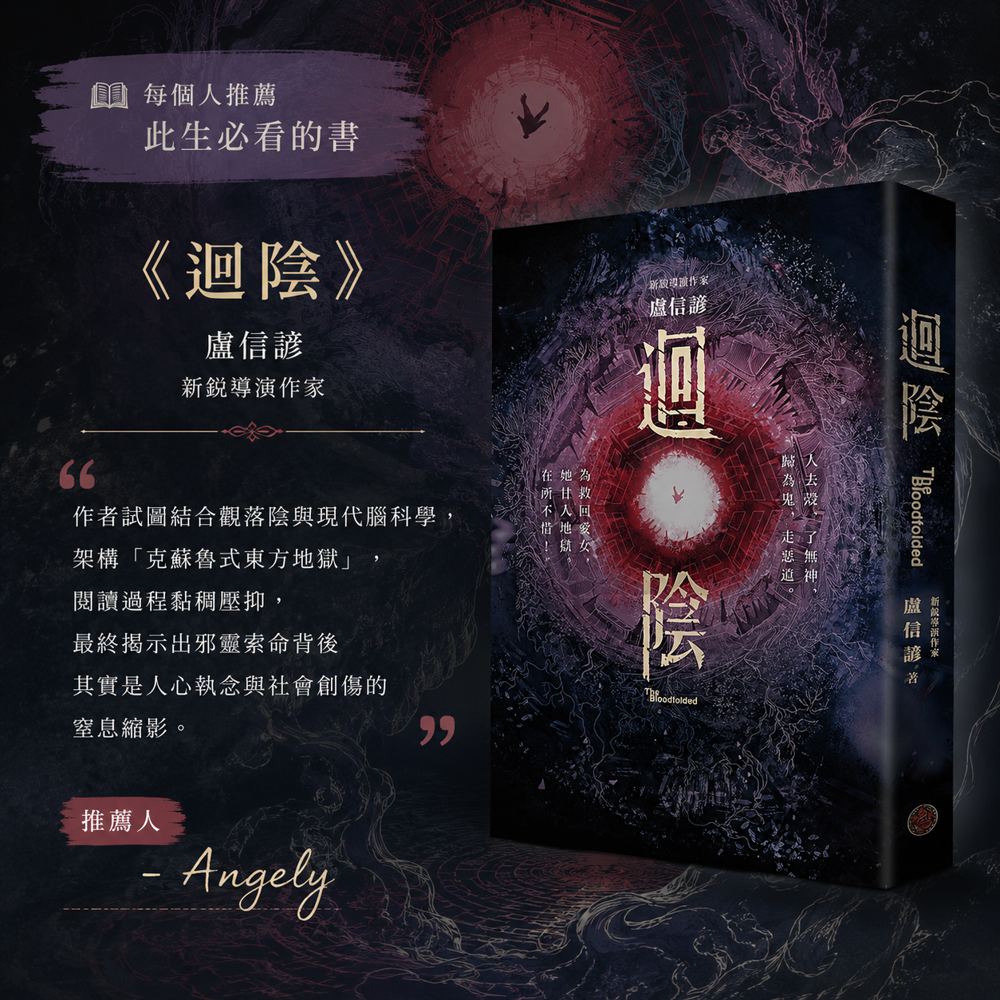 每個人推薦
此生必看的書
《迴陰》
盧信諺
新銳導演作家
“
作者試圖結合觀落陰與現代腦科學，
架構「克蘇魯式東方地獄」，
閱讀過程黏稠壓抑，
最終揭示出邪靈索命背後
其實是人心執念與社會創傷的
窒息縮影。
”
推薦人
- Angely
新銳導演作家
盧信諺
迴陰
The
Bloodfolded
人去殼，了無神，
歸為鬼，走惡道。
為救回愛女，
她甘入地獄，
在所不惜！
迴陰
The
Bloodfolded
新銳導演作家
盧信諺 著